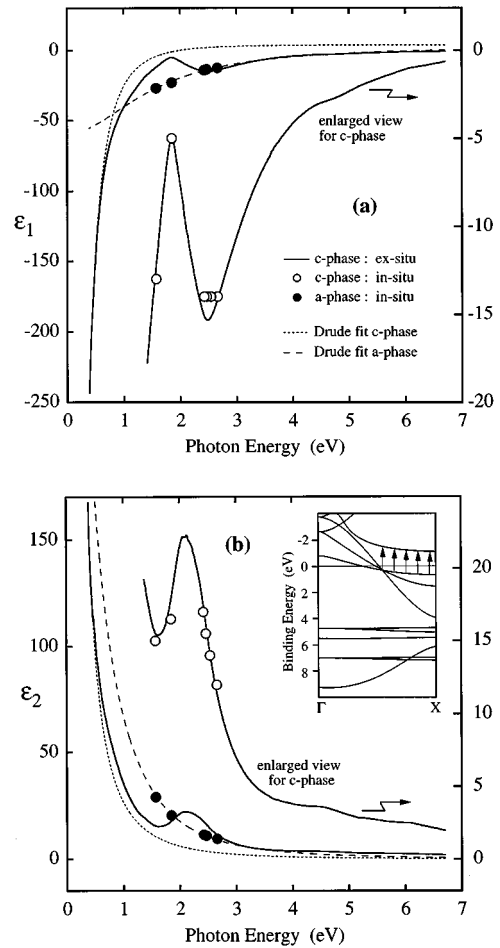 0
-50
-100
-150
-200
-250
ε1
0
-5
-10
-15
-20
enlarged view
for c-phase
(a)
c-phase : ex-situ
c-phase : in-situ
a-phase : in-situ
Drude fit c-phase
Drude fit a-phase
0 1 2 3 4 5 6 7
Photon Energy (eV)
150
100
50
0
ε2
(b)
20
15
10
5
0
Binding Energy (eV)
-2
0
2
4
6
8
Γ X
enlarged view
for c-phase
0 1 2 3 4 5 6 7
Photon Energy (eV)